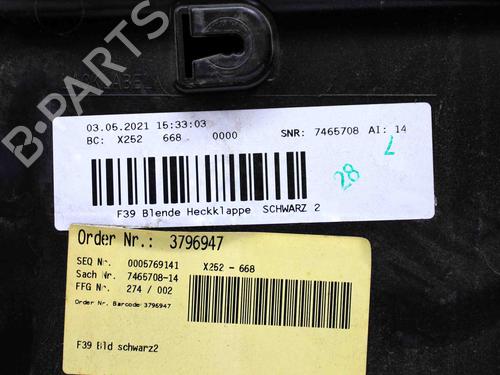 B-PARTS
03.05.2021 15:33:03
BC: X252 668 0000 SNR: 7465708 AI: 14
28
F39 Blende Heckklappe SCHWARZ 2
Order Nr.: 3796947
SEQ Nr. 0005769141 X252-668
Sach Nr. 7465708-14
FFG Nr. 274 / 002
Order Nr. Barcode: 3796947
F39 Bld schwarz2